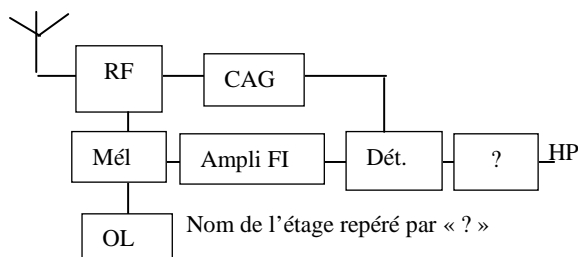 RF
CAG
Mél
Ampli FI
Dét.
?
HP
OL
Nom de l'étage repéré par « ? »